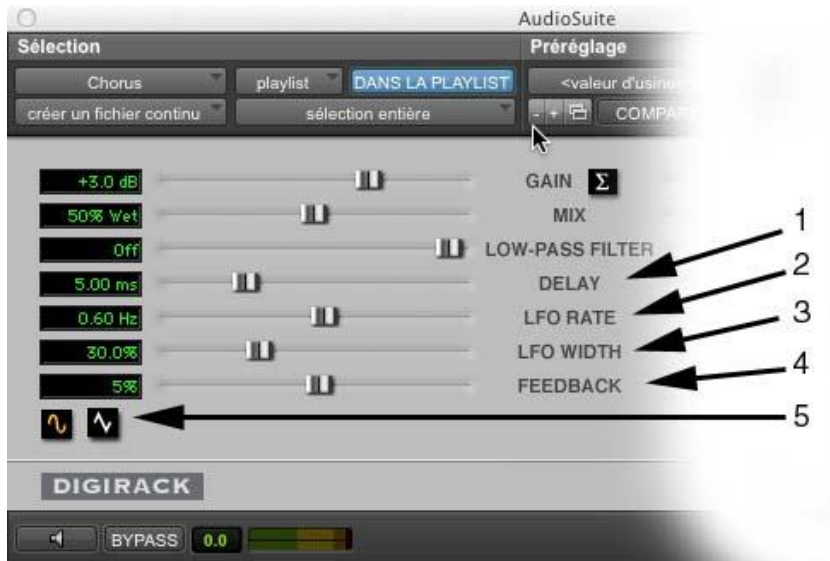 AudioSuite
Sélection
Préréglage
Chorus
playlist
DANS LA PLAYLIST
<valeur d'usine
créer un fichier continu
sélection entière
- +
+3.0 dB
GAIN Σ
50% Wet
MIX
Off
LOW-PASS FILTER
5.00 ms
DELAY
1
0.60 Hz
LFO RATE
2
30.0%
LFO WIDTH
3
5%
FEEDBACK
4
5
DIGIRACK
BYPASS
0.0